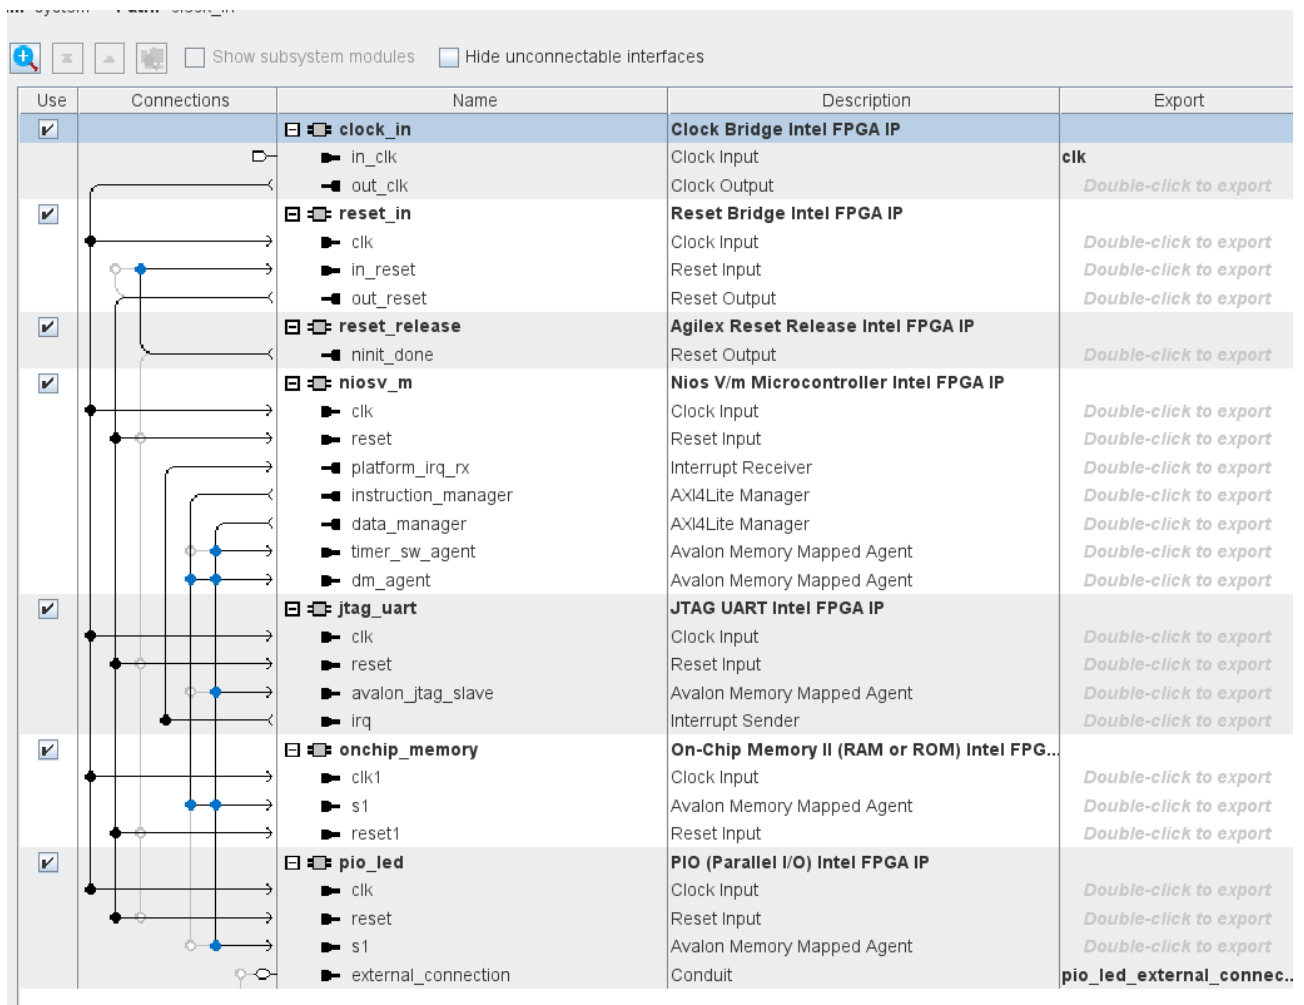 Show subsystem modules Hide unconnectable interfaces
Use Connections Name Description Export
clock_in Clock Bridge Intel FPGA IP
in_clk Clock Input clk
out_clk Clock Output Double-click to export
reset_in Reset Bridge Intel FPGA IP
clk Clock Input Double-click to export
in_reset Reset Input Double-click to export
out_reset Reset Output Double-click to export
reset_release Agilex Reset Release Intel FPGA IP
ninit_done Reset Output Double-click to export
niosv_m Nios V/m Microcontroller Intel FPGA IP
clk Clock Input Double-click to export
reset Reset Input Double-click to export
platform_irq_rx Interrupt Receiver Double-click to export
instruction_manager AXI4Lite Manager Double-click to export
data_manager AXI4Lite Manager Double-click to export
timer_sw_agent Avalon Memory Mapped Agent Double-click to export
dm_agent Avalon Memory Mapped Agent Double-click to export
jtag_uart JTAG UART Intel FPGA IP
clk Clock Input Double-click to export
reset Reset Input Double-click to export
avalon_jtag_slave Avalon Memory Mapped Agent Double-click to export
irq Interrupt Sender Double-click to export
onchip_memory On-Chip Memory II (RAM or ROM) Intel FPG...
clk1 Clock Input Double-click to export
s1 Avalon Memory Mapped Agent Double-click to export
reset1 Reset Input Double-click to export
pio_led PIO (Parallel I/O) Intel FPGA IP
clk Clock Input Double-click to export
reset Reset Input Double-click to export
s1 Avalon Memory Mapped Agent Double-click to export
external_connection Conduit pio_led_external_connec...